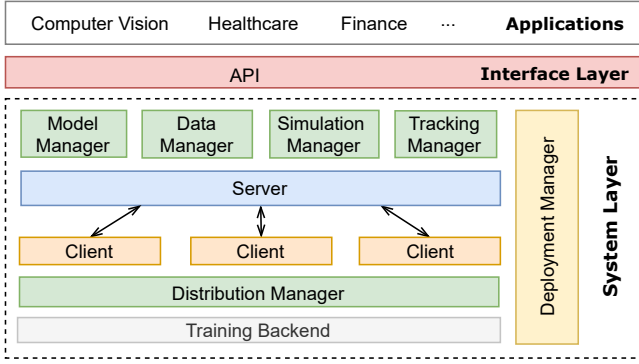 Computer Vision Healthcare Finance ... Applications
API Interface Layer
Model Manager
Data Manager
Simulation Manager
Tracking Manager
Server
Client Client Client
Distribution Manager
Training Backend
Deployment Manager
System Layer